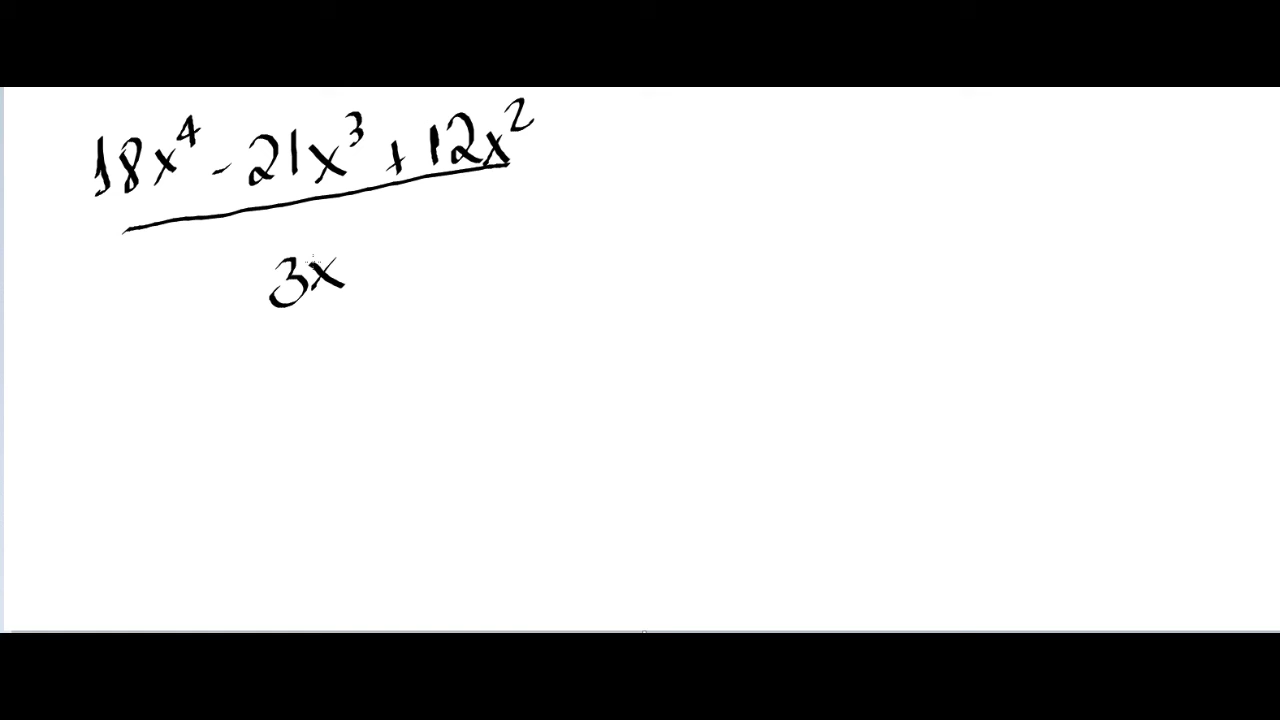 18x⁴ - 21x³ + 12x²
3x